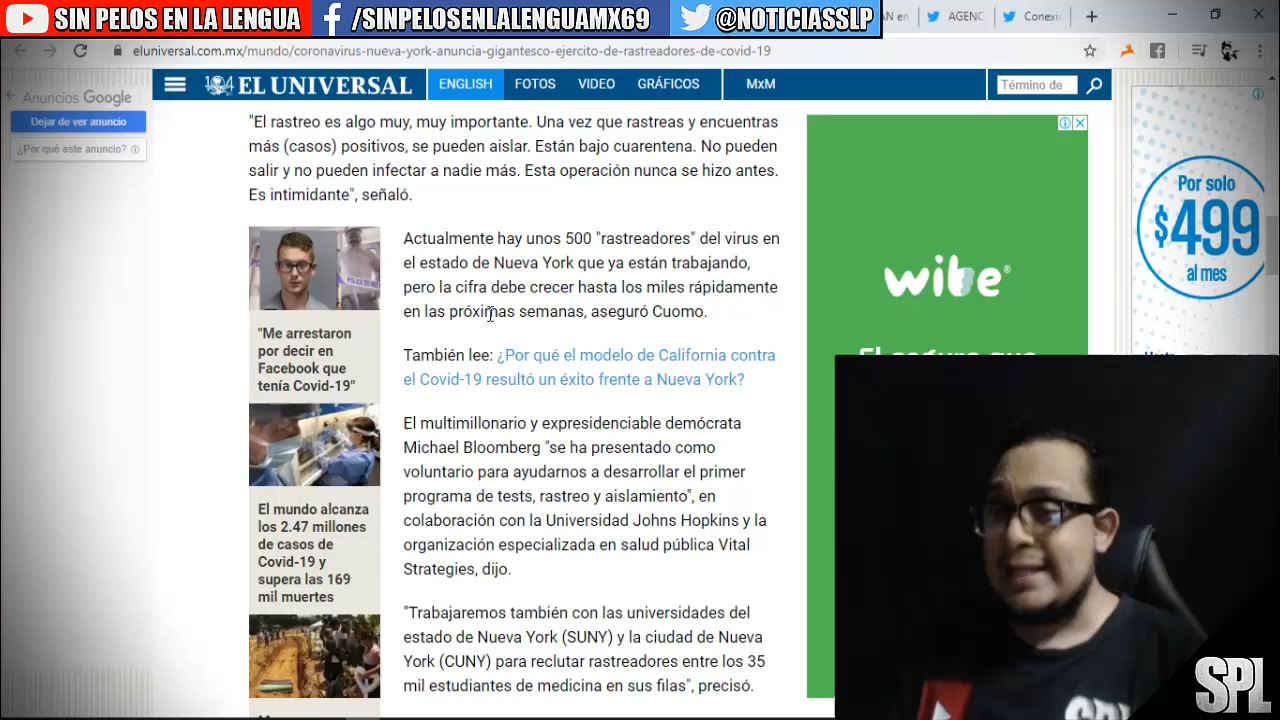 SIN PELOS EN LA LENGUA
/SINPELOSENLALENGUAMX69
@NOTICIASSLP
AN en
AGENC
Conexic
eluniversal.com.mx/mundo/coronavirus-nueva-york-anuncia-gigantesco-ejercito-de-rastreadores-de-covid-19
Anuncios Google
Dejar de ver anuncio
¿Por qué este anuncio?
104 EL UNIVERSAL
ENGLISH
FOTOS
VIDEO
GRÁFICOS
MxM
Término de
"El rastreo es algo muy, muy importante. Una vez que rastreas y encuentras
más (casos) positivos, se pueden aislar. Están bajo cuarentena. No pueden
salir y no pueden infectar a nadie más. Esta operación nunca se hizo antes.
Es intimidante", señaló.
"Me arrestaron
por decir en
Facebook que
tenía Covid-19"
El mundo alcanza
los 2.47 millones
de casos de
Covid-19 y
supera las 169
mil muertes
Actualmente hay unos 500 "rastreadores" del virus en
el estado de Nueva York que ya están trabajando,
pero la cifra debe crecer hasta los miles rápidamente
en las próximas semanas, aseguró Cuomo.
También lee: ¿Por qué el modelo de California contra
el Covid-19 resultó un éxito frente a Nueva York?
El multimillonario y expresidenciable demócrata
Michael Bloomberg "se ha presentado como
voluntario para ayudarnos a desarrollar el primer
programa de tests, rastreo y aislamiento", en
colaboración con la Universidad Johns Hopkins y la
organización especializada en salud pública Vital
Strategies, dijo.
"Trabajaremos también con las universidades del
estado de Nueva York (SUNY) y la ciudad de Nueva
York (CUNY) para reclutar rastreadores entre los 35
mil estudiantes de medicina en sus filas", precisó.
wibe
El seguro que
Por solo
$499
al mes
SPL
SPL